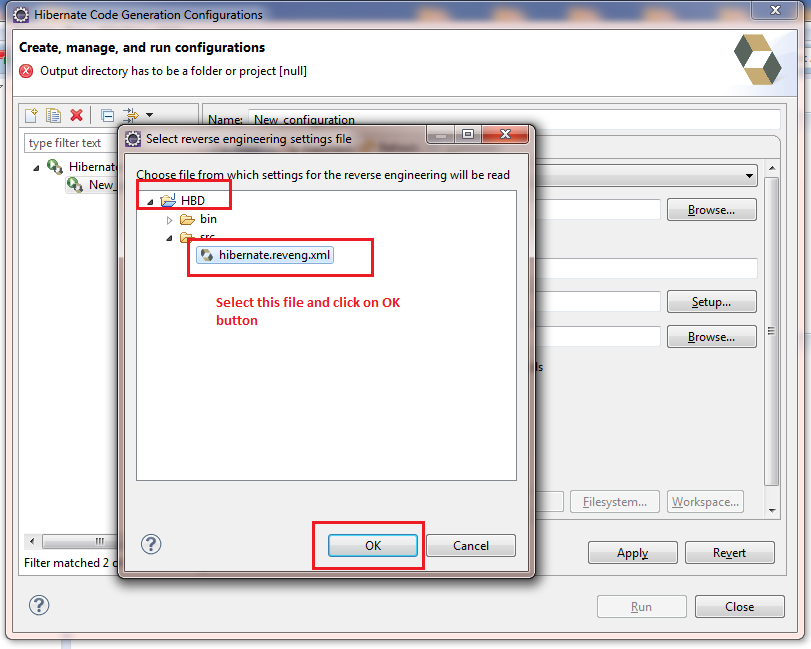 Hibernate Code Generation Configurations
Create, manage, and run configurations
Output directory has to be a folder or project [null]
Name: New_configuration
type filter text
Hibernate
New_
Select reverse engineering settings file
Choose file from which settings for the reverse engineering will be read
HBD
bin
src
hibernate.reveng.xml
Select this file and click on OK
button
OK
Cancel
Browse...
Setup...
Browse...
Filesystem...
Workspace...
Filter matched 2
Apply
Revert
Run
Close